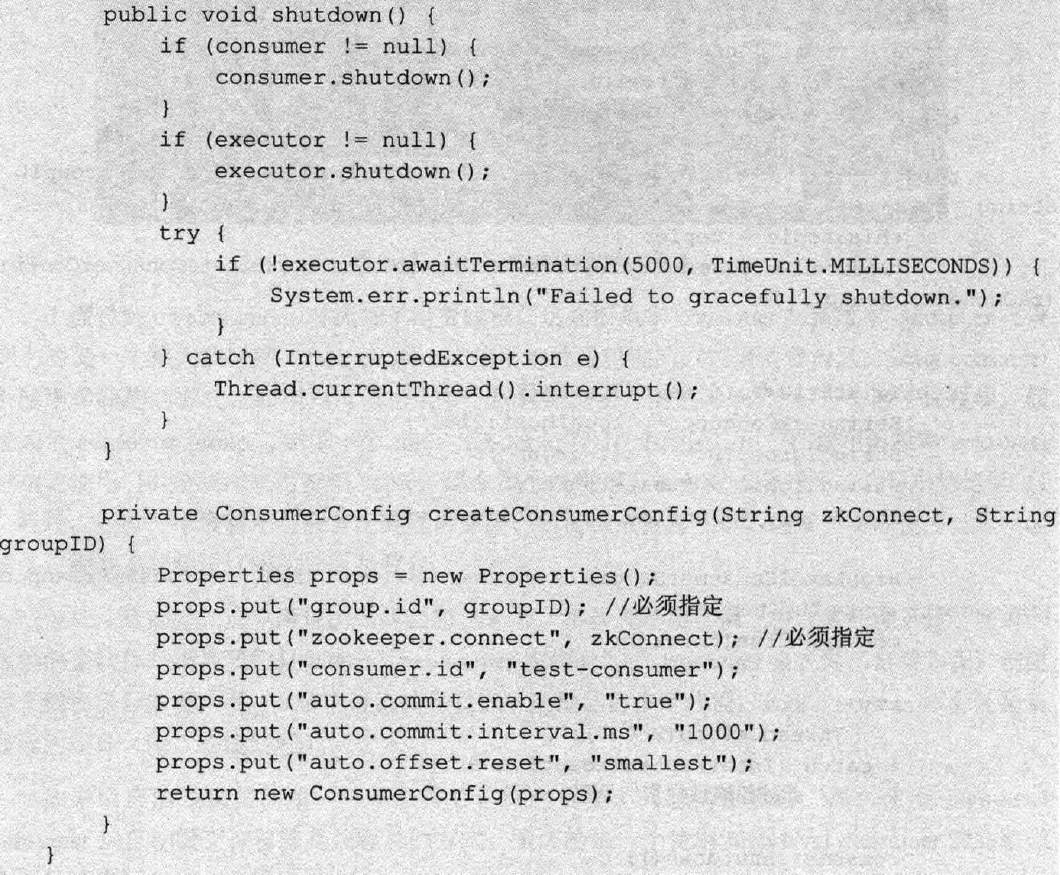 public void shutdown() {
if (consumer != null) {
consumer.shutdown();
}
if (executor != null) {
executor.shutdown();
}
try {
if (!executor.awaitTermination(5000, TimeUnit.MILLISECONDS)) {
System.err.println("Failed to gracefully shutdown.");
}
} catch (InterruptedException e) {
Thread.currentThread().interrupt();
}
}
private ConsumerConfig createConsumerConfig(String zkConnect, String
groupID) {
Properties props = new Properties();
props.put("group.id", groupID); //必须指定
props.put("zookeeper.connect", zkConnect); //必须指定
props.put("consumer.id", "test-consumer");
props.put("auto.commit.enable", "true");
props.put("auto.commit.interval.ms", "1000");
props.put("auto.offset.reset", "smallest");
return new ConsumerConfig(props);
}
}